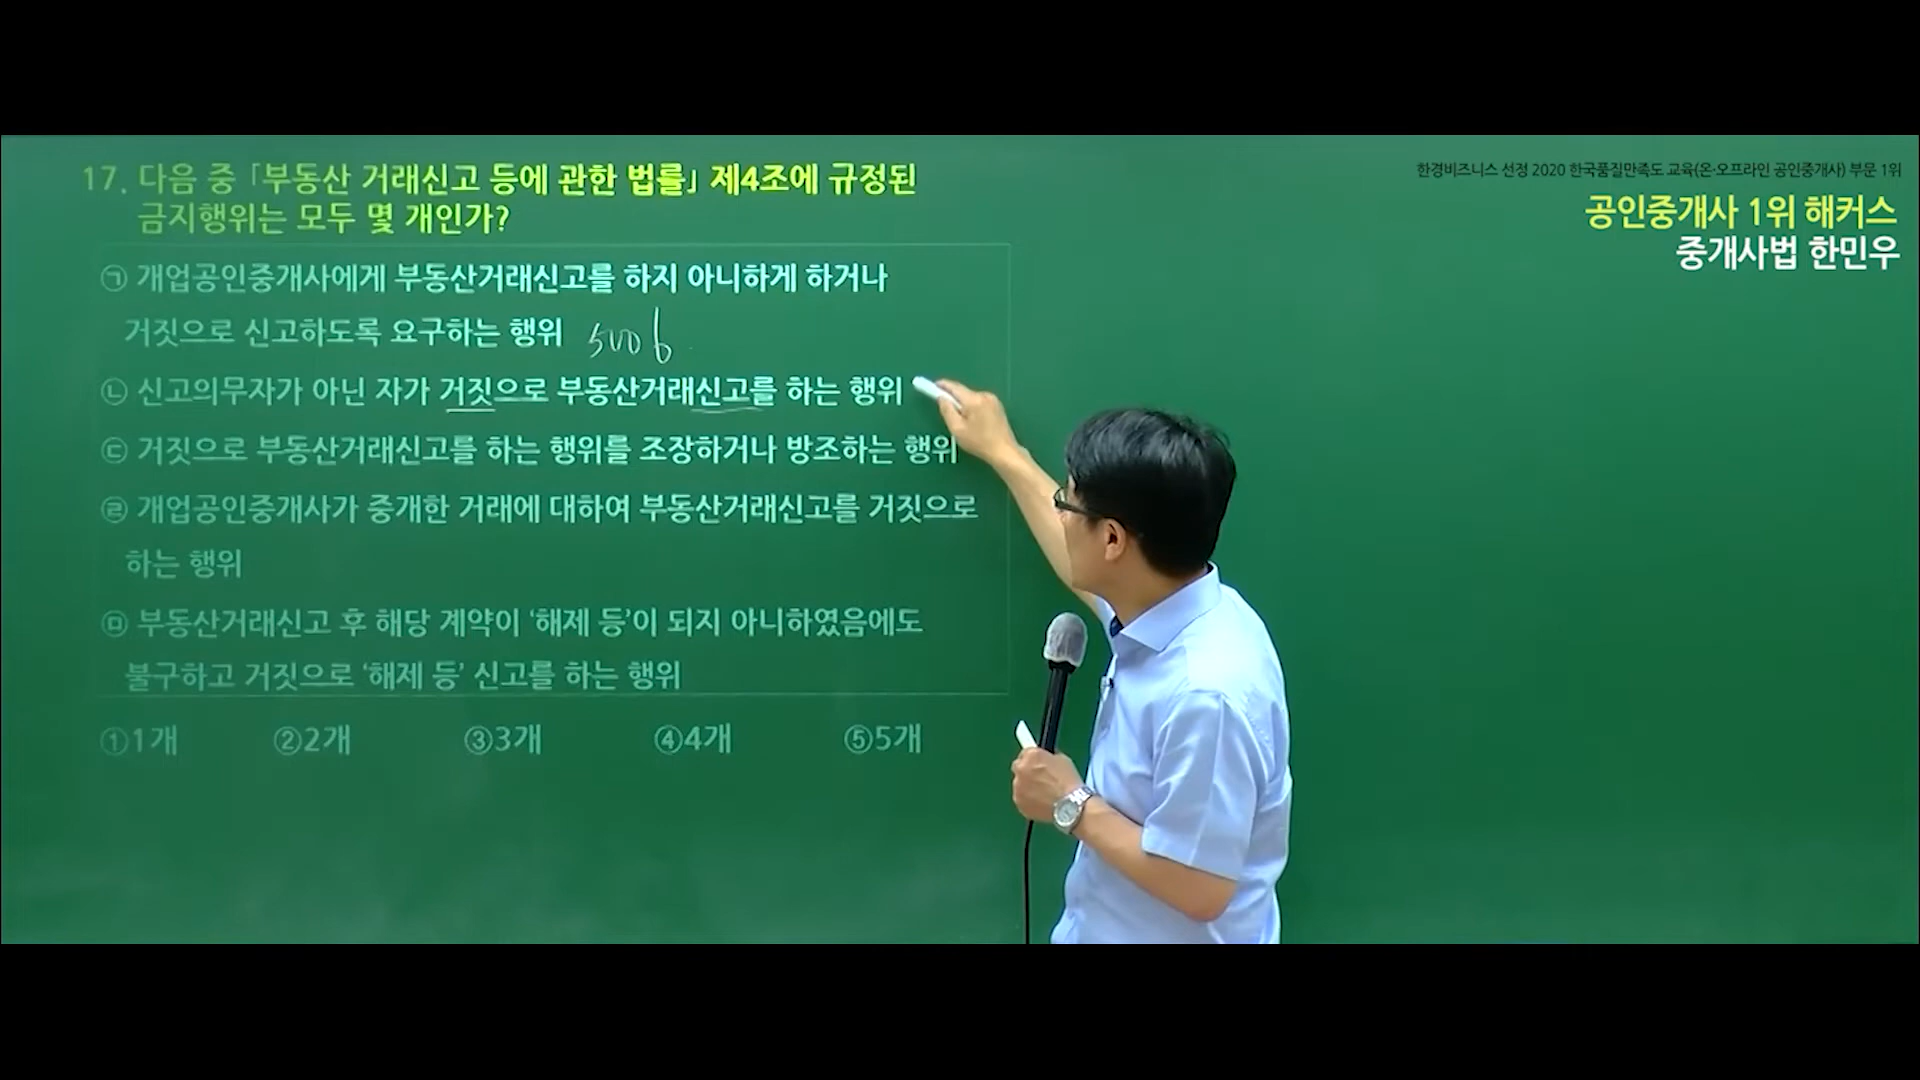 한경비즈니스 선정 2020 한국품질만족도 교육(온·오프라인 공인중개사) 부문 1위
공인중개사 1위 해커스
중개사법 한민우
17. 다음 중 「부동산 거래신고 등에 관한 법률」 제4조에 규정된
금지행위는 모두 몇 개인가?
㉠ 개업공인중개사에게 부동산거래신고를 하지 아니하게 하거나
거짓으로 신고하도록 요구하는 행위
㉡ 신고의무자가 아닌 자가 거짓으로 부동산거래신고를 하는 행위
㉢ 거짓으로 부동산거래신고를 하는 행위를 조장하거나 방조하는 행위
㉣ 개업공인중개사가 중개한 거래에 대하여 부동산거래신고를 거짓으로
하는 행위
㉤ 부동산거래신고 후 해당 계약이 ‘해제 등’이 되지 아니하였음에도
불구하고 거짓으로 ‘해제 등’ 신고를 하는 행위
①1개 ②2개 ③3개 ④4개 ⑤5개